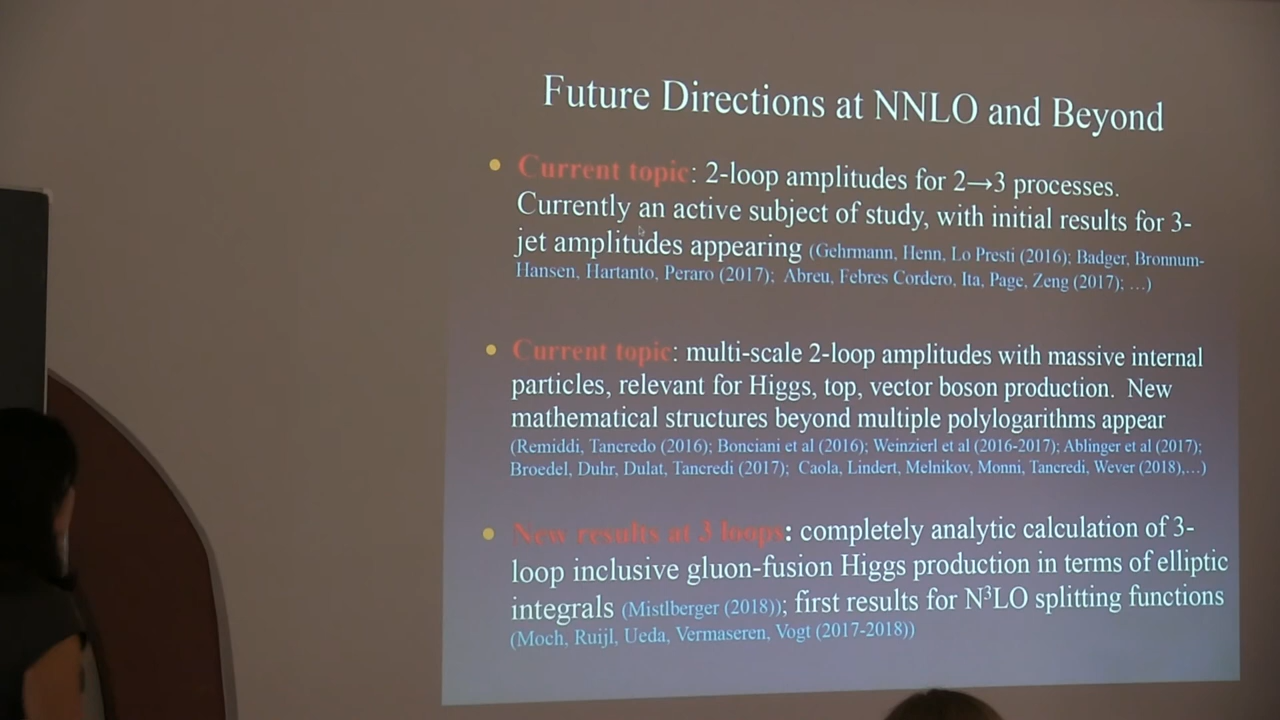 Future Directions at NNLO and Beyond
• Current topic: 2-loop amplitudes for 2→3 processes.
Currently an active subject of study, with initial results for 3-
jet amplitudes appearing (Gehrmann, Henn, Lo Presti (2016); Badger, Bronnum-
Hansen, Hartanto, Peraro (2017); Abreu, Febres Cordero, Ita, Page, Zeng (2017); …)
• Current topic: multi-scale 2-loop amplitudes with massive internal
particles, relevant for Higgs, top, vector boson production. New
mathematical structures beyond multiple polylogarithms appear
(Remiddi, Tancredo (2016); Bonciani et al (2016); Weinzierl et al (2016-2017); Ablinger et al (2017);
Broedel, Duhr, Dulat, Tancredi (2017); Caola, Lindert, Melnikov, Monni, Tancredi, Wever (2018),…)
• New results at 3 loops: completely analytic calculation of 3-
loop inclusive gluon-fusion Higgs production in terms of elliptic
integrals (Mistlberger (2018)); first results for N³LO splitting functions
(Moch, Ruijl, Ueda, Vermaseren, Vogt (2017-2018))